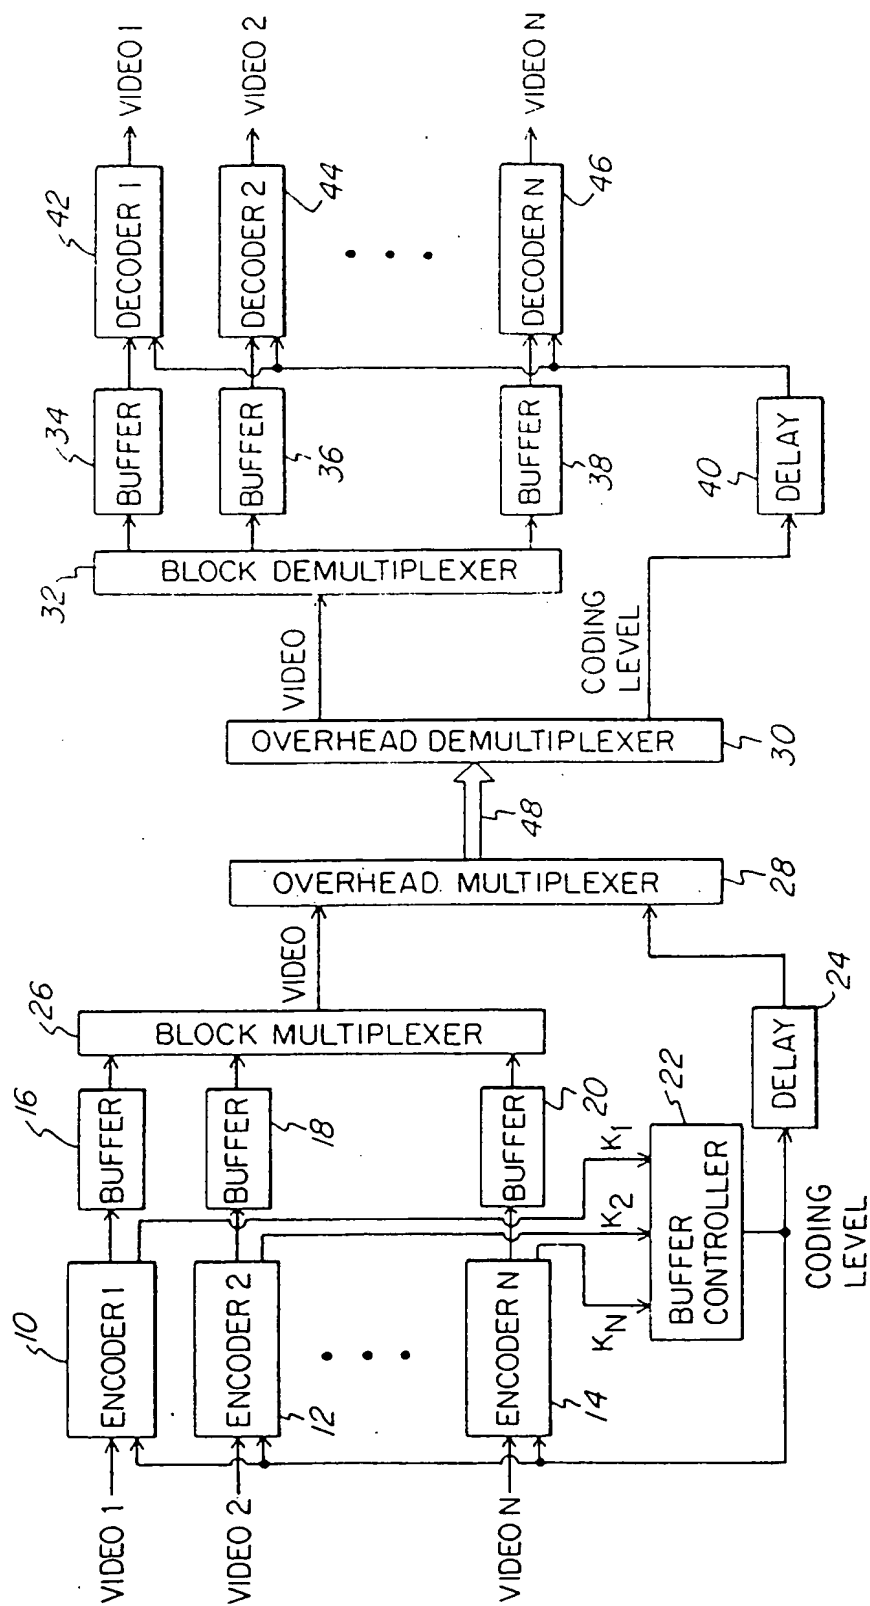 VIDEO 1
VIDEO 2
VIDEO N
10
ENCODER 1
ENCODER 2
12
ENCODER N
14
16
BUFFER
BUFFER
18
BUFFER
20
K1
K2
KN
22
BUFFER
CONTROLLER
CODING
LEVEL
DELAY
24
26
BLOCK MULTIPLEXER
VIDEO
OVERHEAD MULTIPLEXER
28
48
OVERHEAD DEMULTIPLEXER
30
VIDEO
CODING
LEVEL
32
BLOCK DEMULTIPLEXER
34
BUFFER
BUFFER
36
BUFFER
38
40
DELAY
42
DECODER 1
DECODER 2
44
DECODER N
46
VIDEO 1
VIDEO 2
VIDEO N